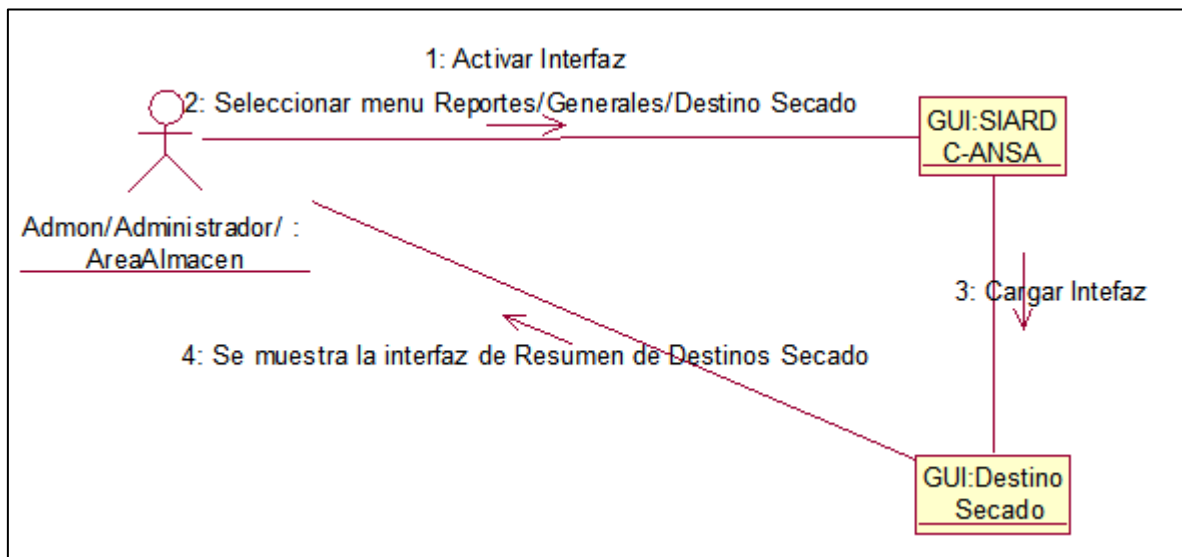 1: Activar Interfaz
2: Seleccionar menu Reportes/Generales/Destino Secado
GUI:SIARD
C-ANSA
Admon/Administrador/ :
AreaAlmacen
3: Cargar Intefaz
4: Se muestra la interfaz de Resumen de Destinos Secado
GUI:Destino
Secado